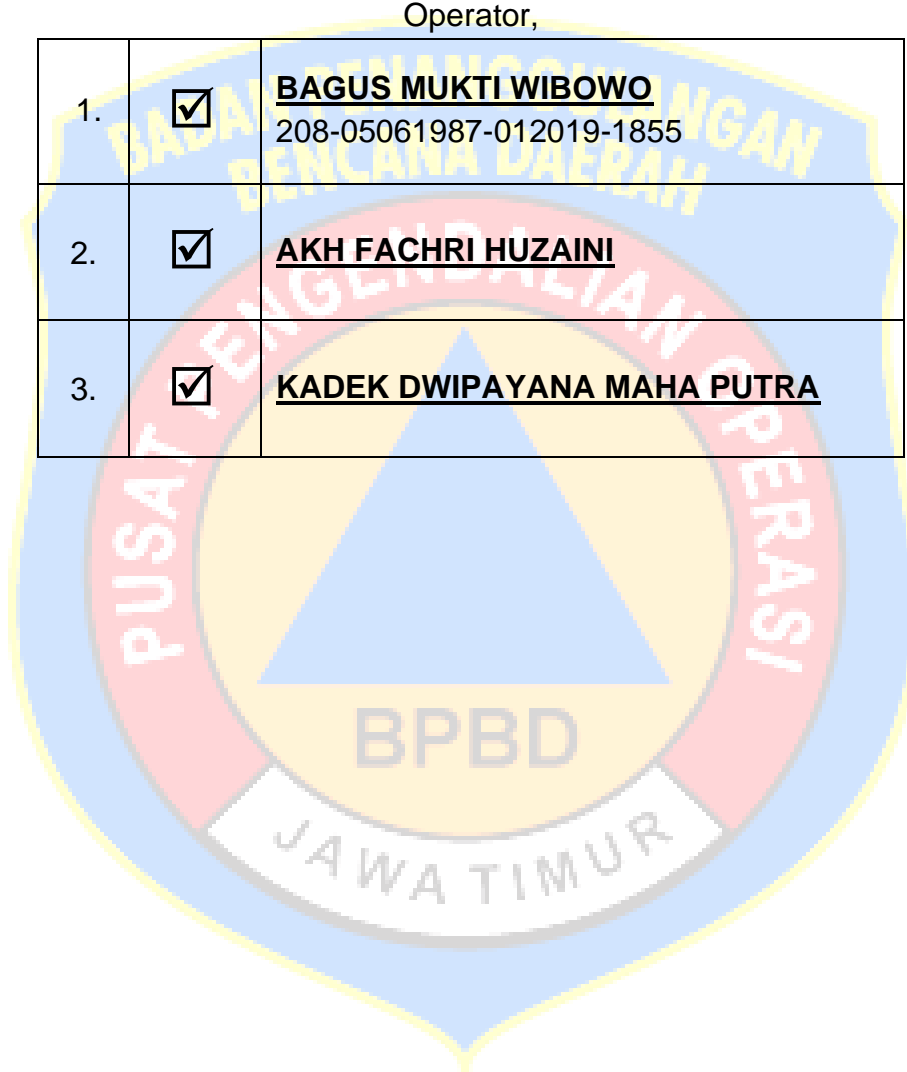 Operator,
1. ☑ BAGUS MUKTI WIBOWO
208-05061987-012019-1855
2. ☑ AKH FACHRI HUZAINI
3. ☑ KADEK DWIPAYANA MAHA PUTRA
BADAN PENANGGULANGAN
BENCANA DAERAH
PUSAT PENGENDALIAN OPERASI
BPBD
JAWA TIMUR